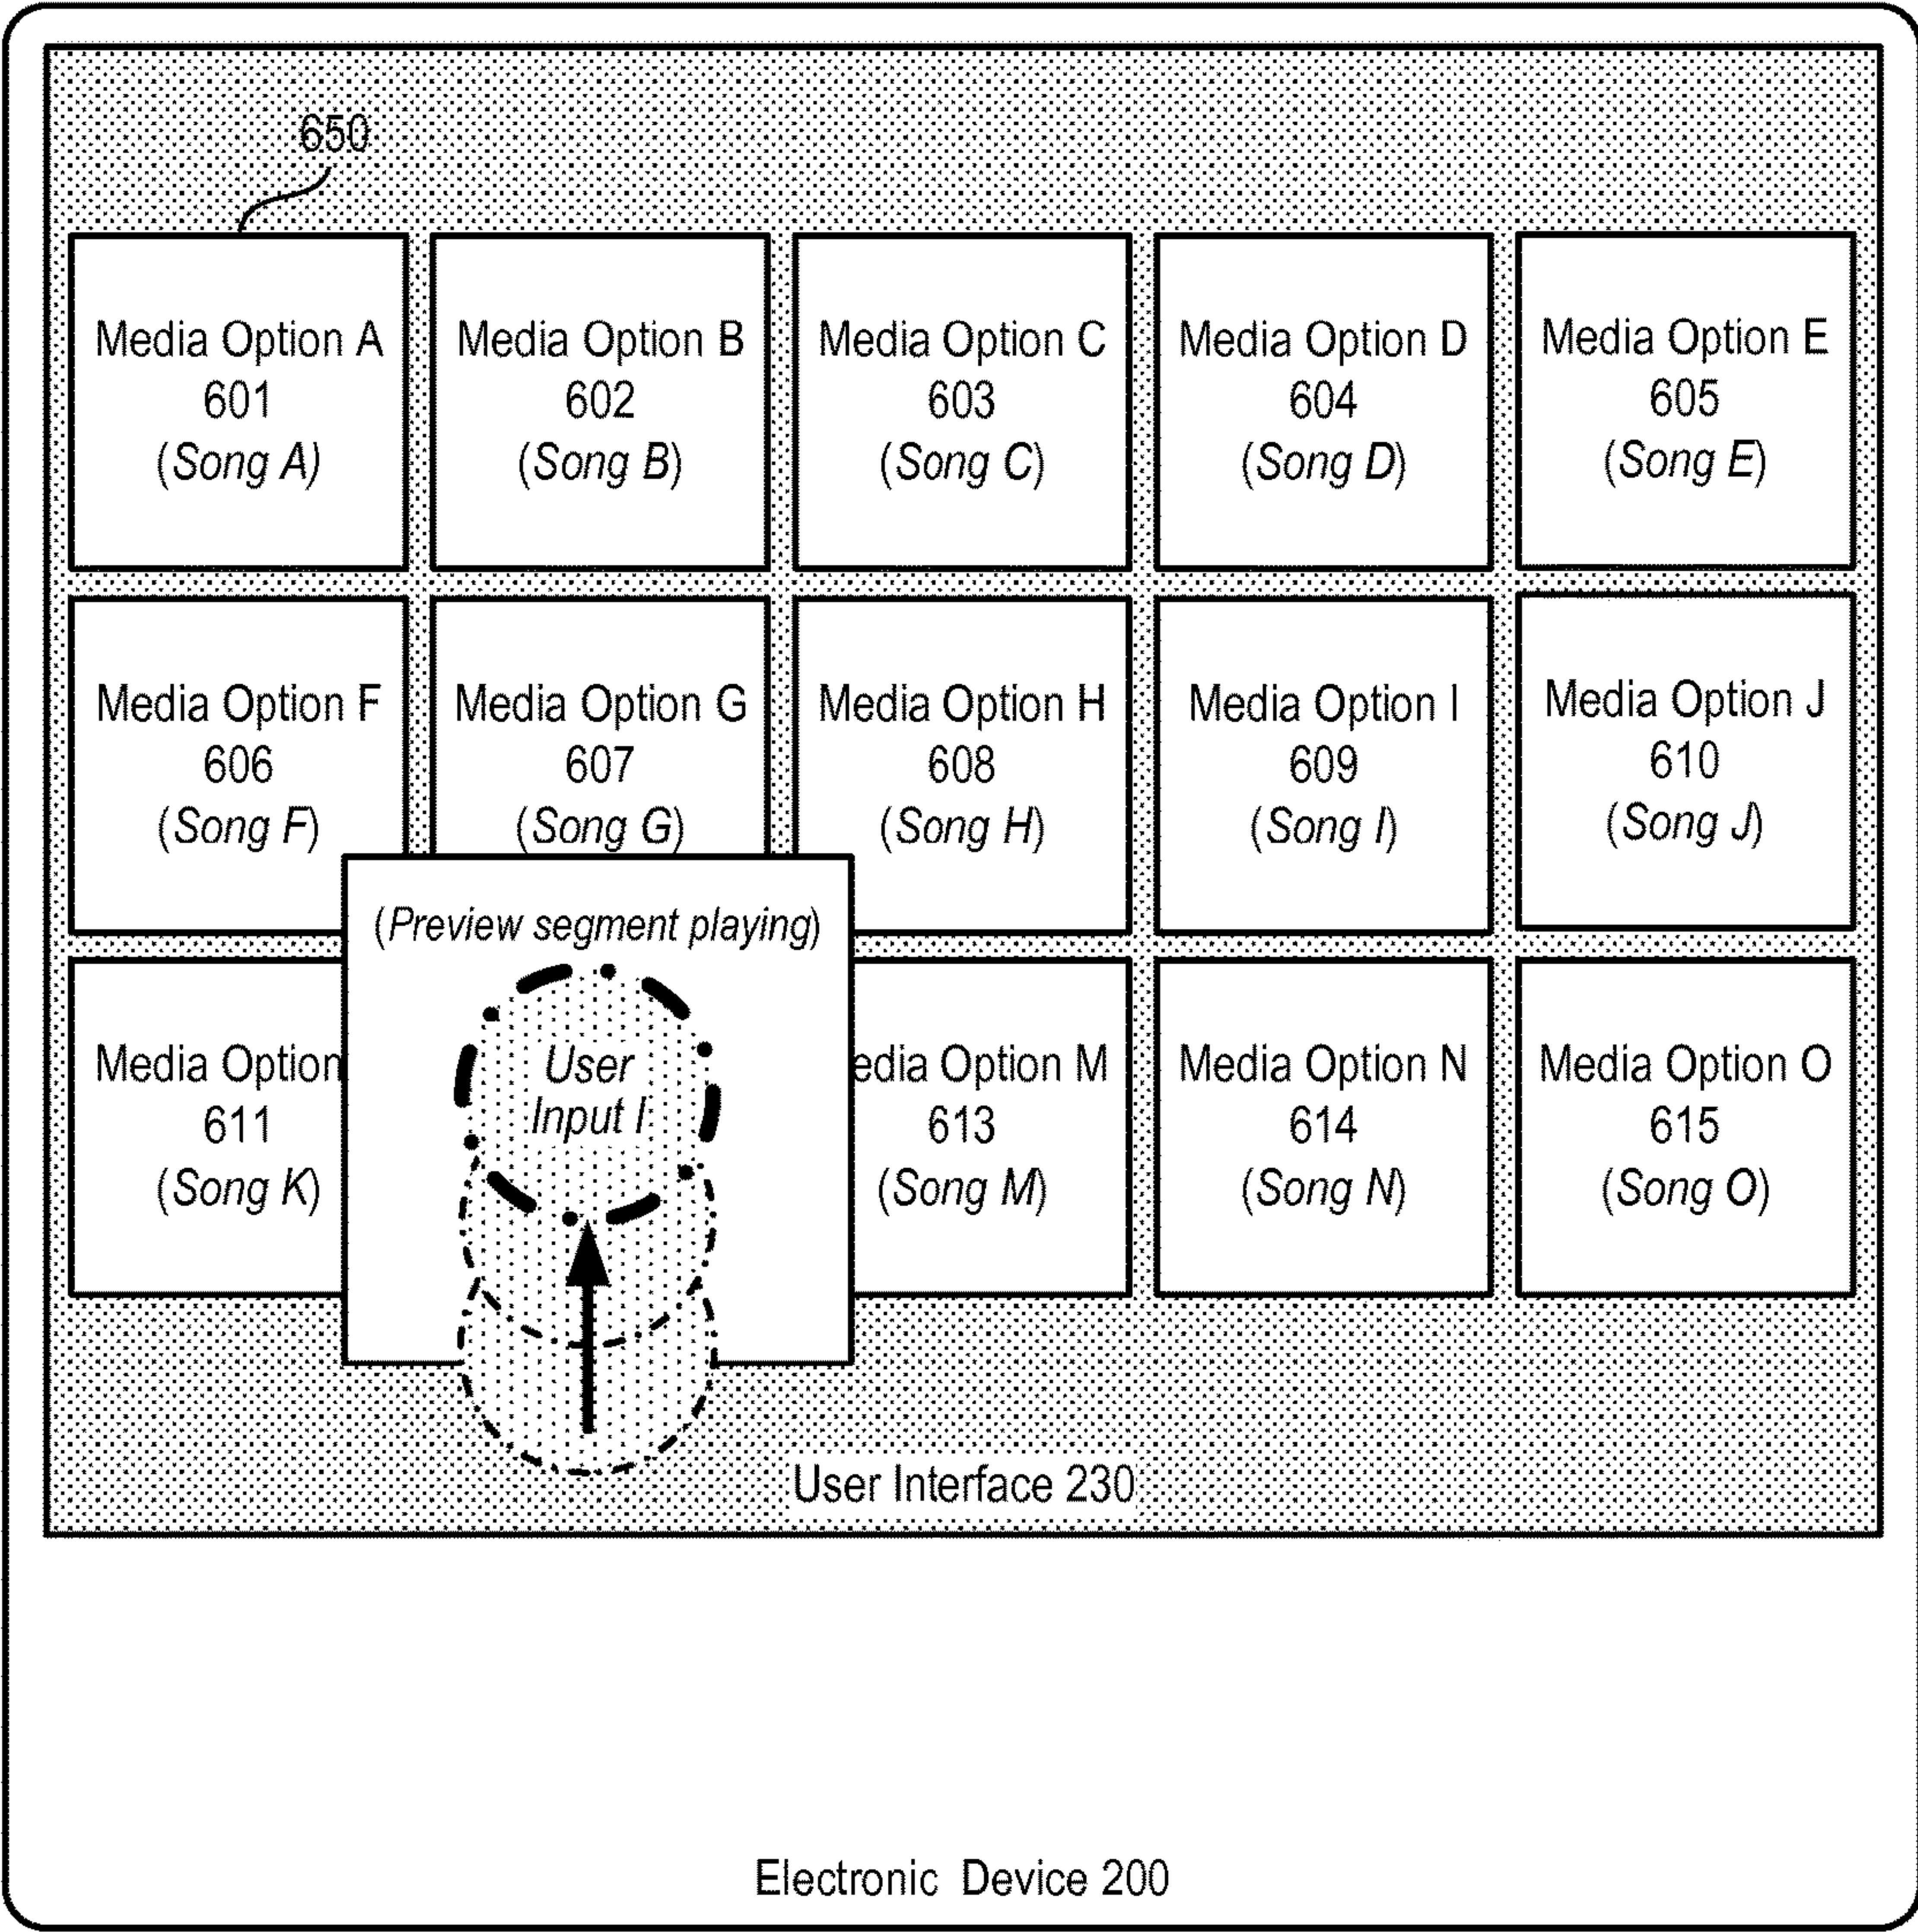 650
Media Option A
601
(Song A)
Media Option B
602
(Song B)
Media Option C
603
(Song C)
Media Option D
604
(Song D)
Media Option E
605
(Song E)
Media Option F
606
(Song F)
Media Option G
607
(Song G)
Media Option H
608
(Song H)
Media Option I
609
(Song I)
Media Option J
610
(Song J)
Media Option
611
(Song K)
(Preview segment playing)
User
Input I
edia Option M
613
(Song M)
Media Option N
614
(Song N)
Media Option O
615
(Song O)
User Interface 230
Electronic Device 200